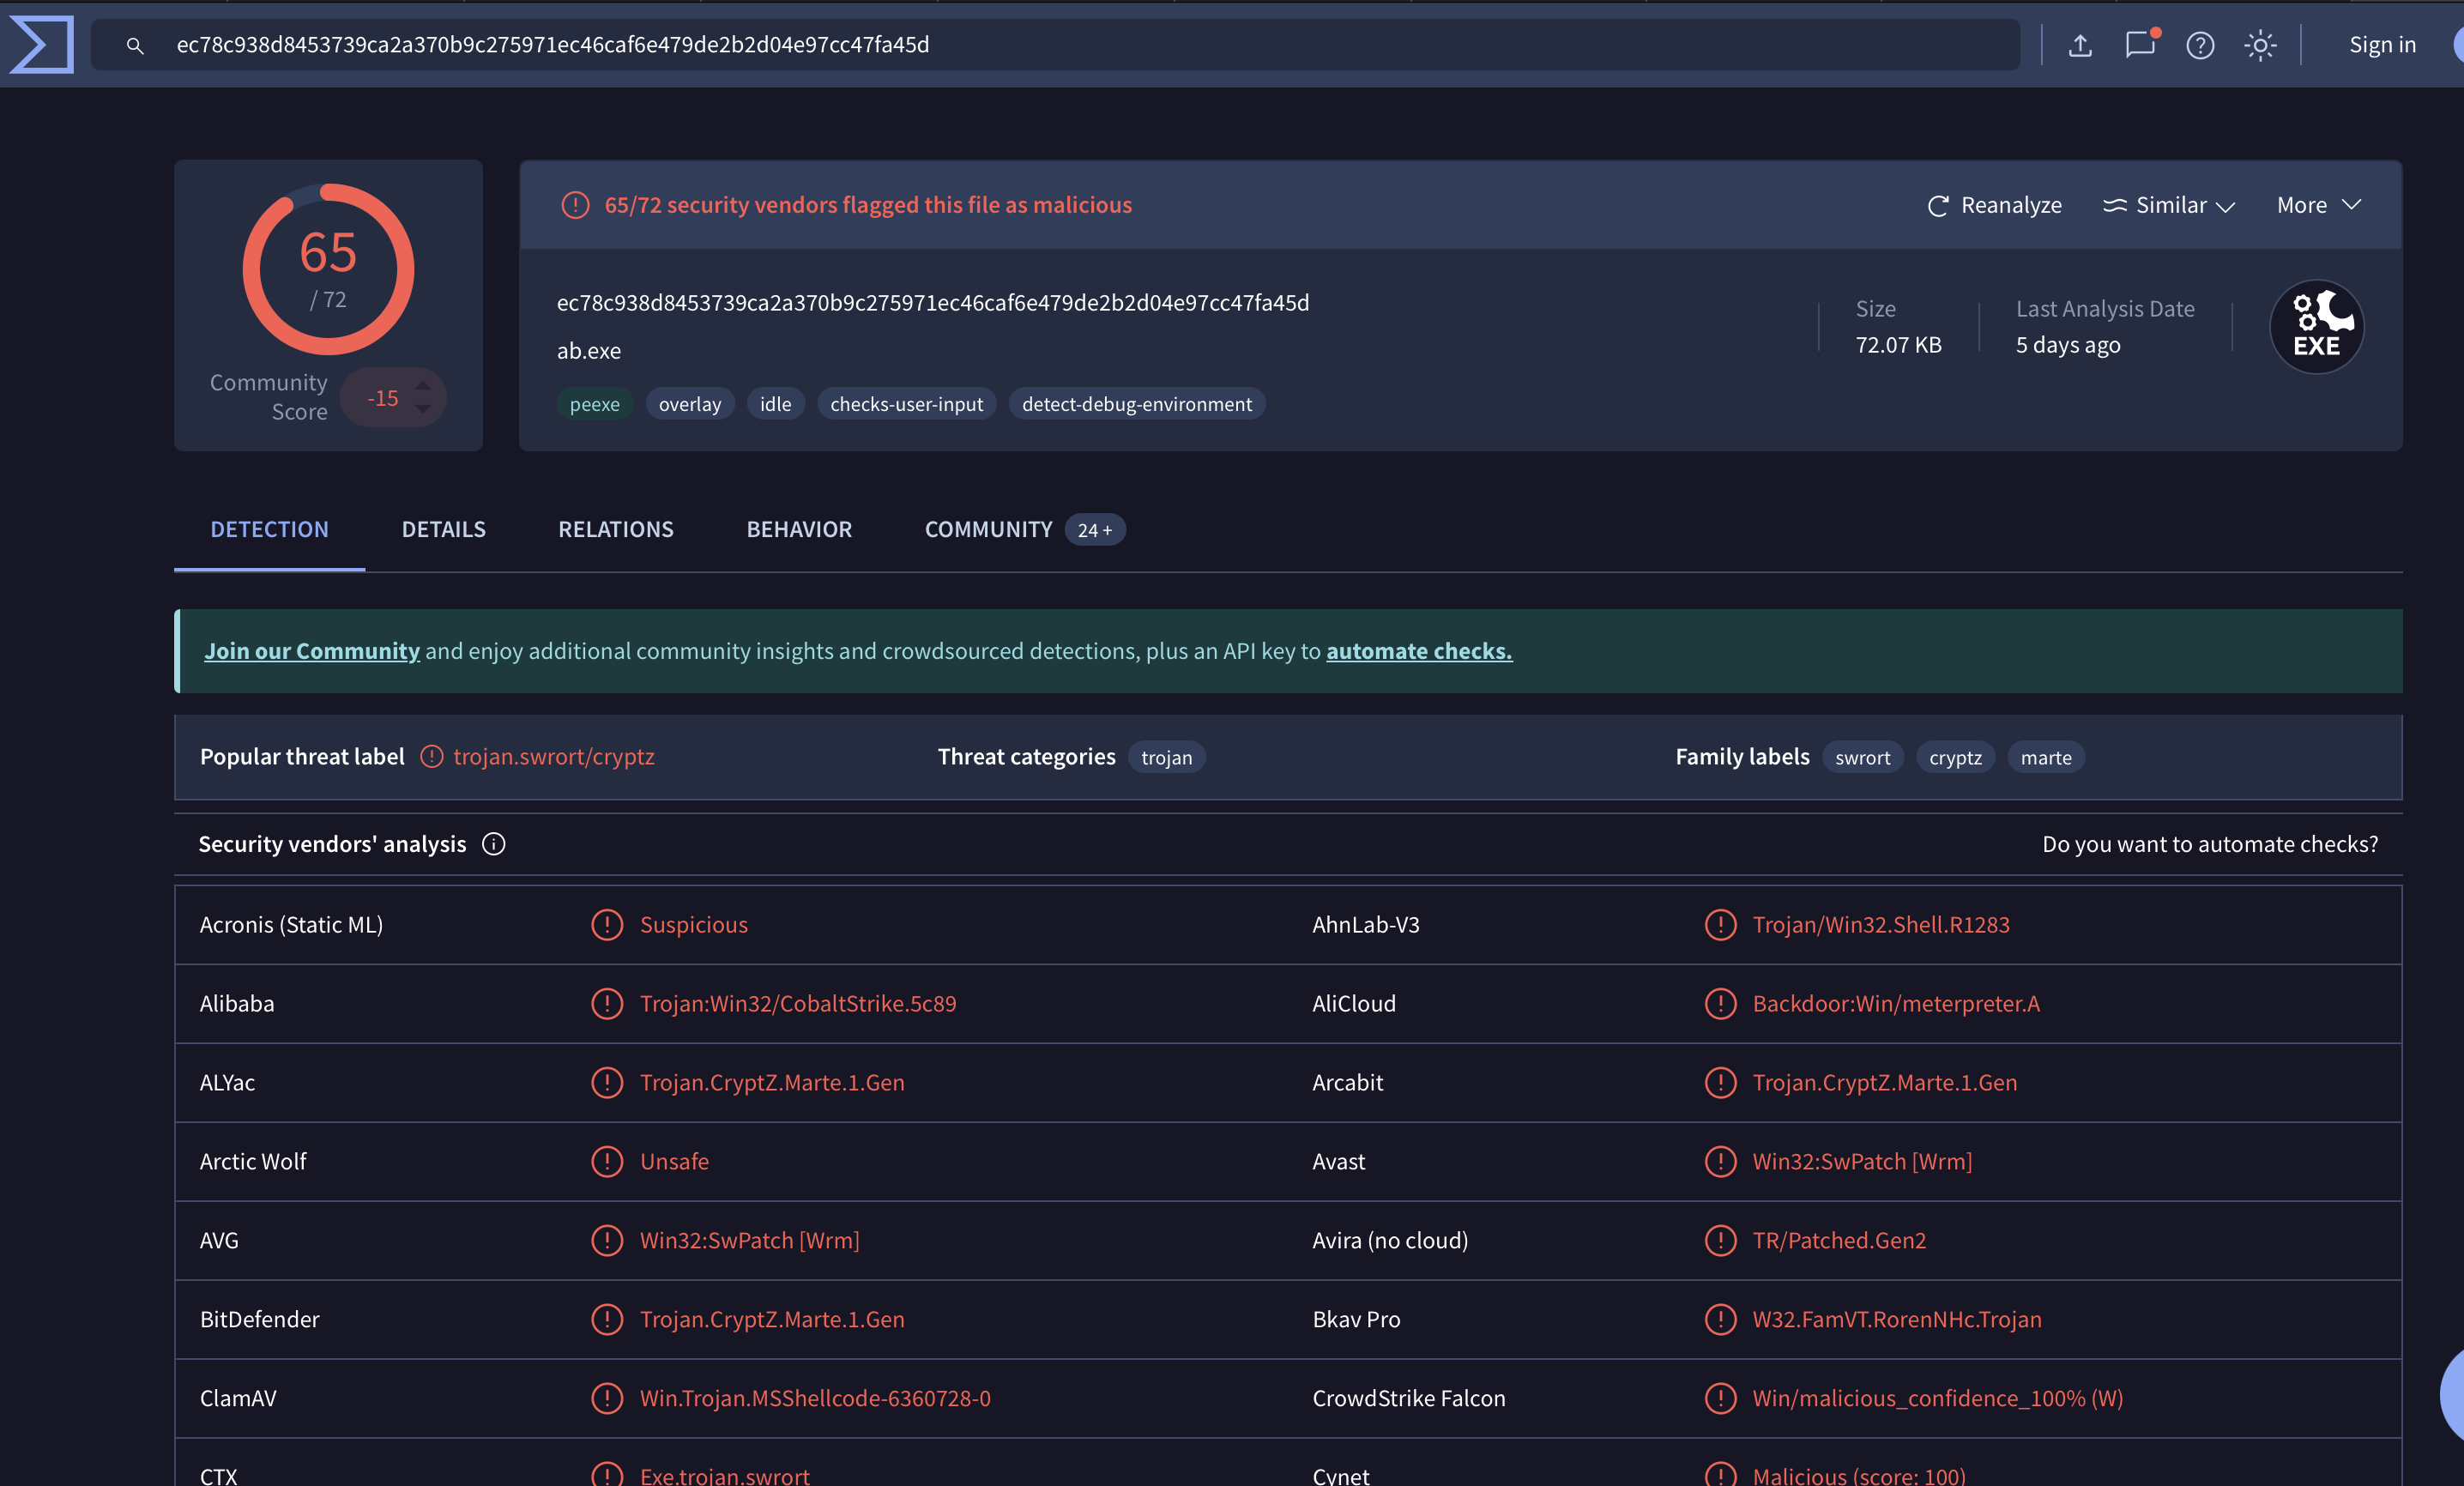 ec78c938d8453739ca2a370b9c275971ec46caf6e479de2b2d04e97cc47fa45d
Sign in
65
/ 72
Community Score
-15
65/72 security vendors flagged this file as malicious
Reanalyze
Similar
More
ec78c938d8453739ca2a370b9c275971ec46caf6e479de2b2d04e97cc47fa45d
ab.exe
peexe overlay idle checks-user-input detect-debug-environment
Size
72.07 KB
Last Analysis Date
5 days ago
EXE
DETECTION DETAILS RELATIONS BEHAVIOR COMMUNITY 24 +
Join our Community and enjoy additional community insights and crowdsourced detections, plus an API key to automate checks.
Popular threat label trojan.swrort/cryptz Threat categories trojan Family labels swrort cryptz marte
Security vendors' analysis Do you want to automate checks?
Acronis (Static ML) Suspicious AhnLab-V3 Trojan/Win32.Shell.R1283
Alibaba Trojan:Win32/CobaltStrike.5c89 AliCloud Backdoor:Win/meterpreter.A
ALYac Trojan.CryptZ.Marte.1.Gen Arcabit Trojan.CryptZ.Marte.1.Gen
Arctic Wolf Unsafe Avast Win32:SwPatch [Wrm]
AVG Win32:SwPatch [Wrm] Avira (no cloud) TR/Patched.Gen2
BitDefender Trojan.CryptZ.Marte.1.Gen Bkav Pro W32.FamVT.RorenNHc.Trojan
ClamAV Win.Trojan.MSShellcode-6360728-0 CrowdStrike Falcon Win/malicious_confidence_100% (W)
CTX Exe.trojan.swrort Cynet Malicious (score: 100)